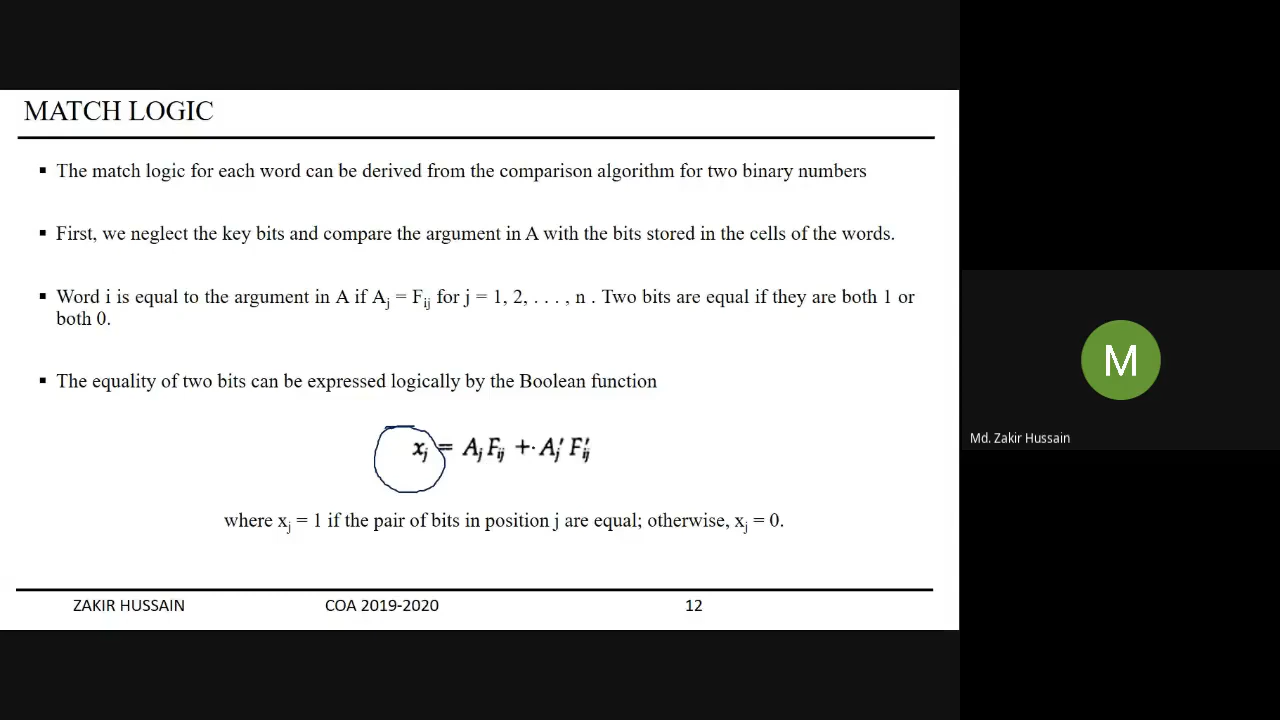 MATCH LOGIC
▪ The match logic for each word can be derived from the comparison algorithm for two binary numbers
▪ First, we neglect the key bits and compare the argument in A with the bits stored in the cells of the words.
▪ Word i is equal to the argument in A if Aj = Fij for j = 1, 2, . . . , n . Two bits are equal if they are both 1 or
both 0.
▪ The equality of two bits can be expressed logically by the Boolean function
xj = Aj Fij +· Aj′ Fij′
where xj = 1 if the pair of bits in position j are equal; otherwise, xj = 0.
ZAKIR HUSSAIN COA 2019-2020 12
M
Md. Zakir Hussain